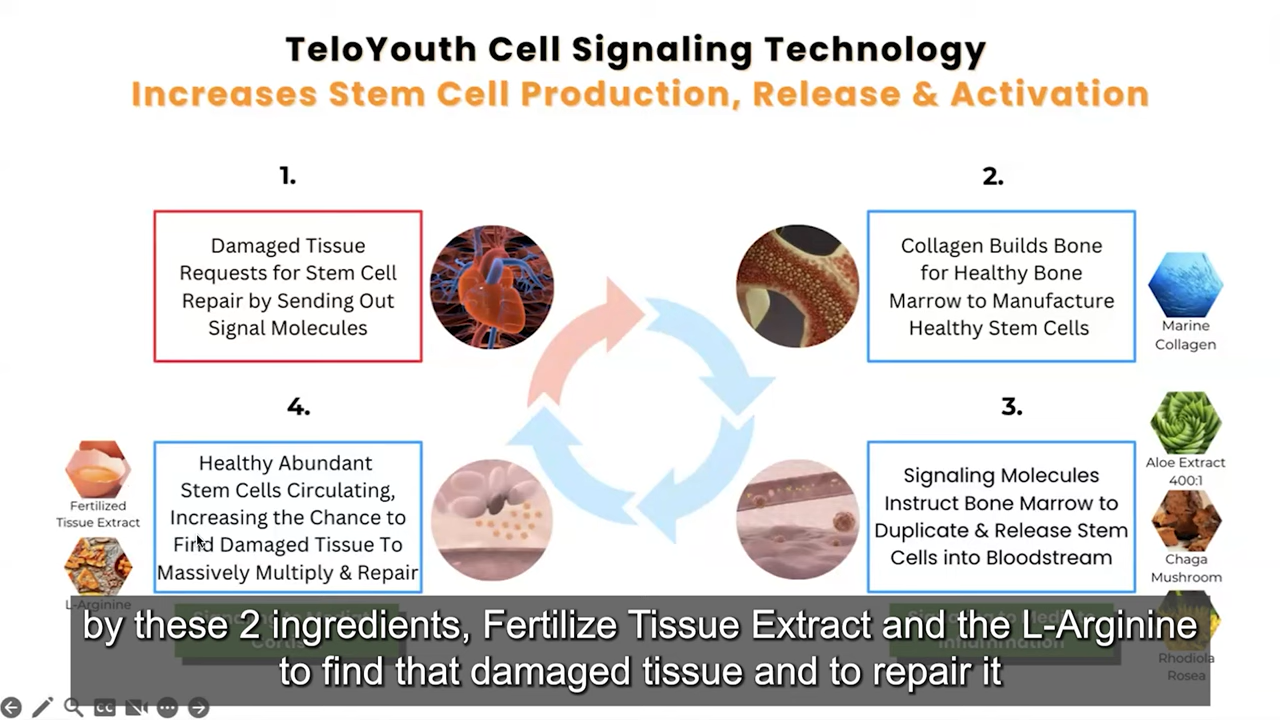 TeloYouth Cell Signaling Technology
Increases Stem Cell Production, Release & Activation
1.
Damaged Tissue
Requests for Stem Cell
Repair by Sending Out
Signal Molecules
2.
Collagen Builds Bone
for Healthy Bone
Marrow to Manufacture
Healthy Stem Cells
Marine
Collagen
4.
Healthy Abundant
Stem Cells Circulating,
Increasing the Chance to
Find Damaged Tissue To
Massively Multiply & Repair
Fertilized
Tissue Extract
L-Arginine
3.
Signaling Molecules
Instruct Bone Marrow to
Duplicate & Release Stem
Cells into Bloodstream
Aloe Extract
400:1
Chaga
Mushroom
Rhodiola
Rosea
by these 2 ingredients, Fertilize Tissue Extract and the L-Arginine
to find that damaged tissue and to repair it
CC